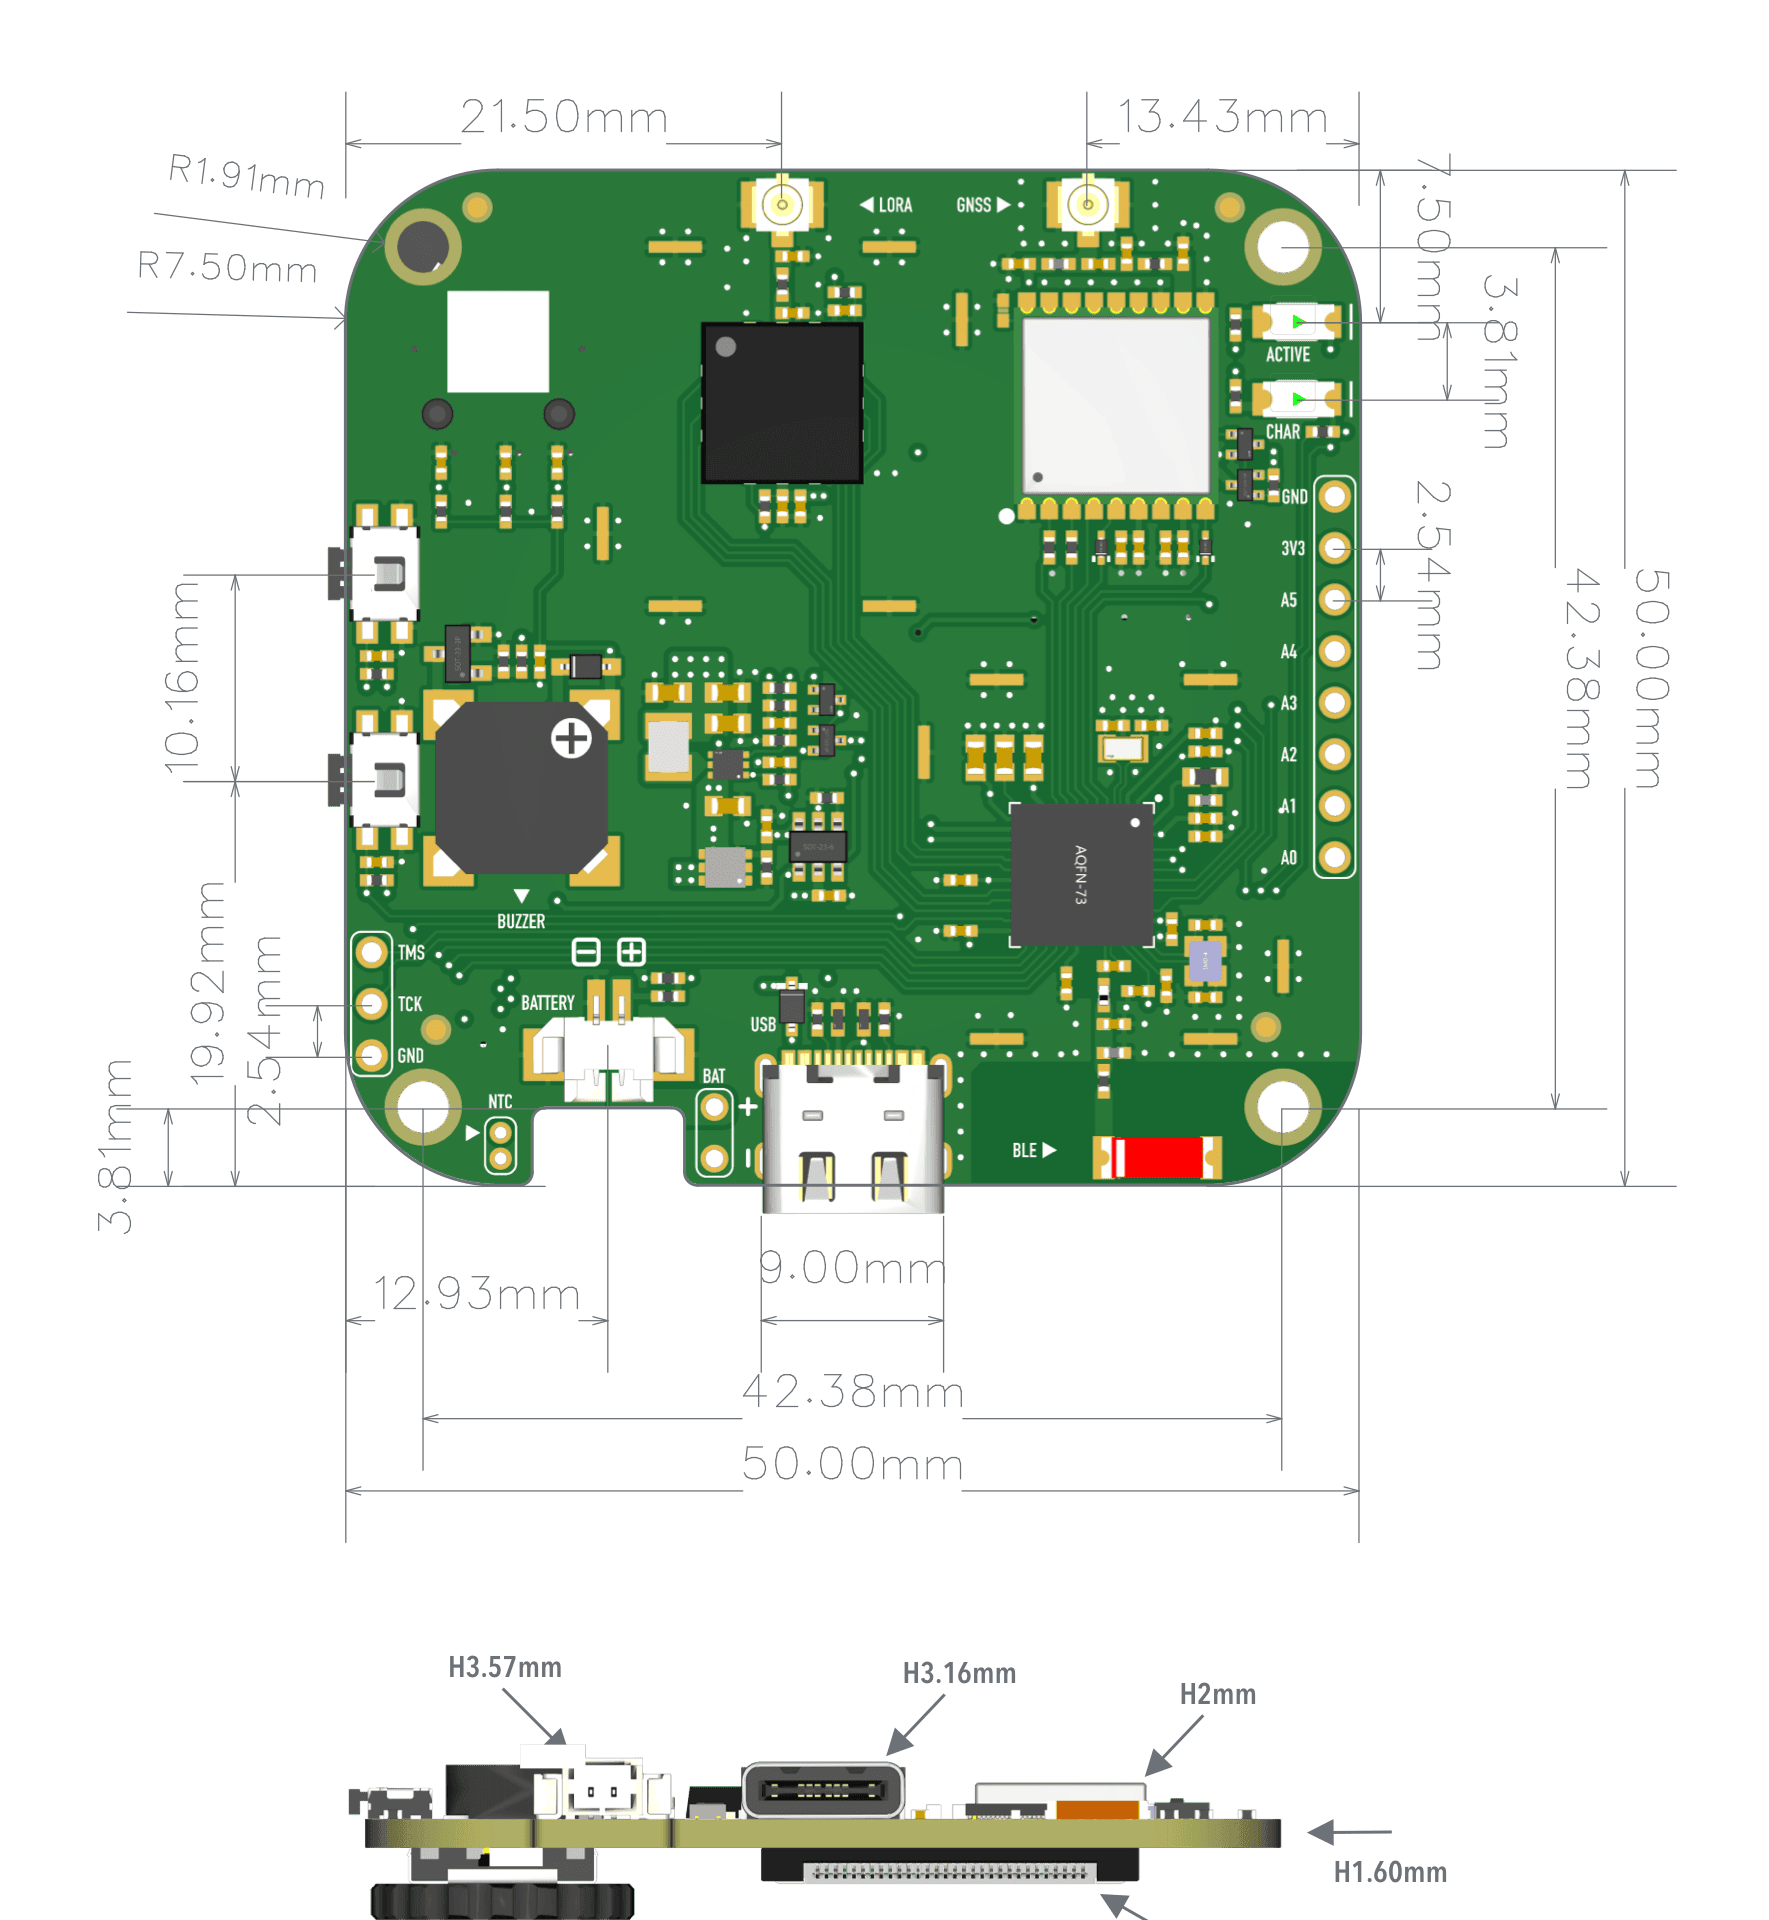 21.50mm
13.43mm
R1.91mm
R7.50mm
7.50mm
3.81mm
LORA
GNSS
ACTIVE
CHAR
GND
3V3
A5
A4
A3
A2
A1
A0
2.54mm
42.38mm
50.00mm
10.16mm
19.92mm
2.54mm
3.81mm
SOT-23-6
AQFN-73
BUZZER
TMS
TCK
GND
BATTERY
USB
BAT
NTC
BLE
+
-
12.93mm
9.00mm
42.38mm
50.00mm
H3.57mm
H3.16mm
H2mm
H1.60mm